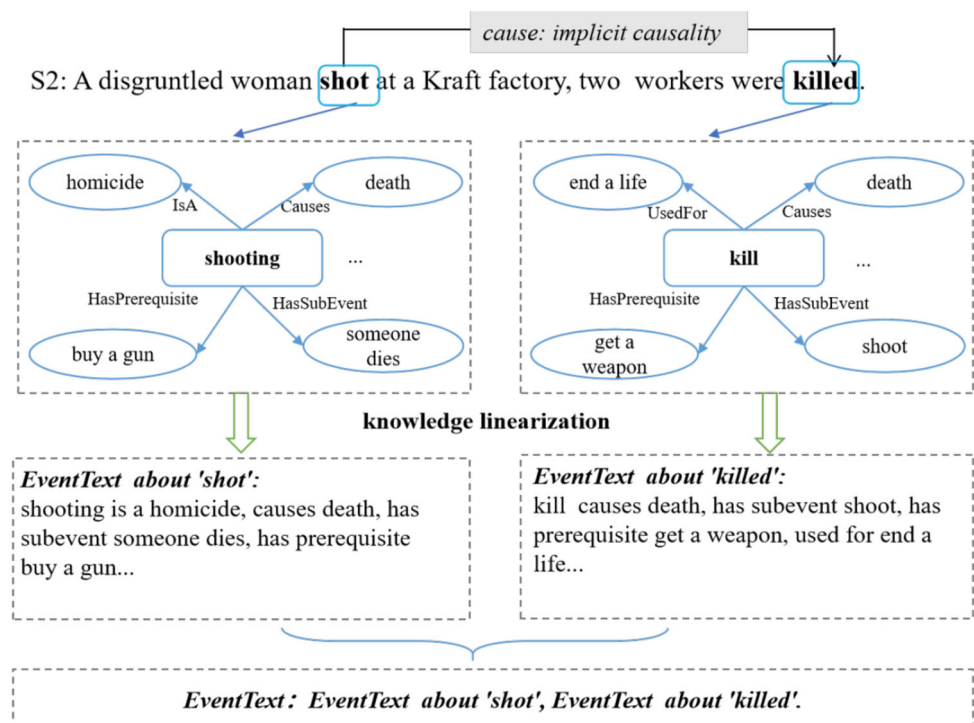 cause: implicit causality
S2: A disgruntled woman shot at a Kraft factory, two workers were killed.
homicide
death
IsA
Causes
shooting
...
HasPrerequisite
HasSubEvent
buy a gun
someone
dies
end a life
death
UsedFor
Causes
kill
...
HasPrerequisite
HasSubEvent
get a
weapon
shoot
knowledge linearization
EventText about 'shot':
shooting is a homicide, causes death, has
subevent someone dies, has prerequisite
buy a gun...
EventText about 'killed':
kill causes death, has subevent shoot, has
prerequisite get a weapon, used for end a
life...
EventText: EventText about 'shot', EventText about 'killed'.